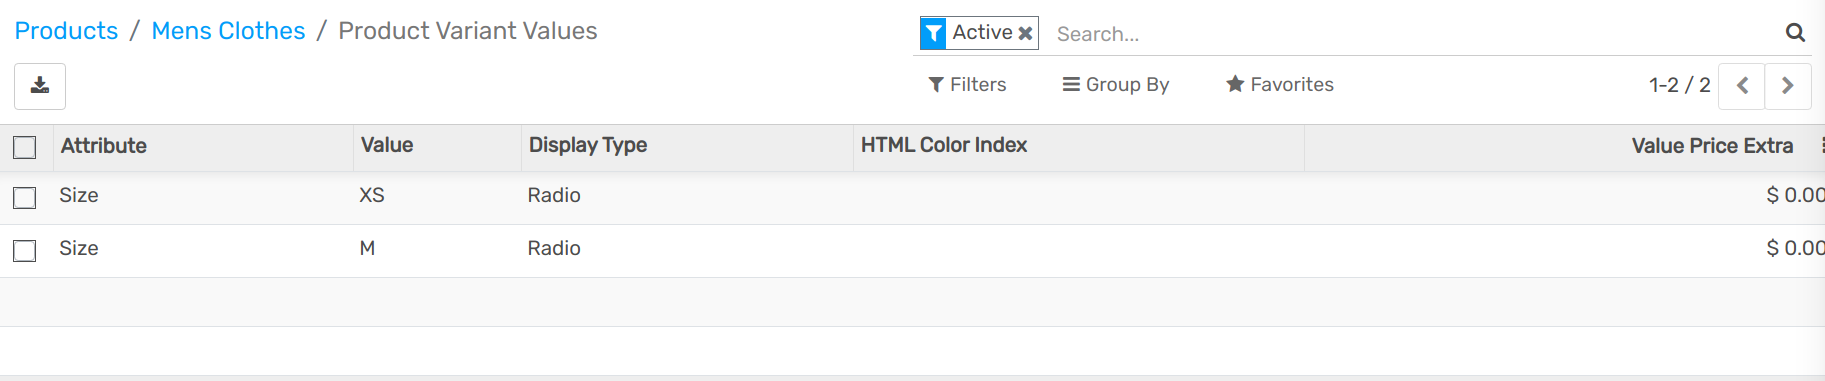 Products / Mens Clothes / Product Variant Values
Active Search...
Filters Group By Favorites 1-2 / 2
Attribute Value Display Type HTML Color Index Value Price Extra
Size XS Radio $ 0.00
Size M Radio $ 0.00